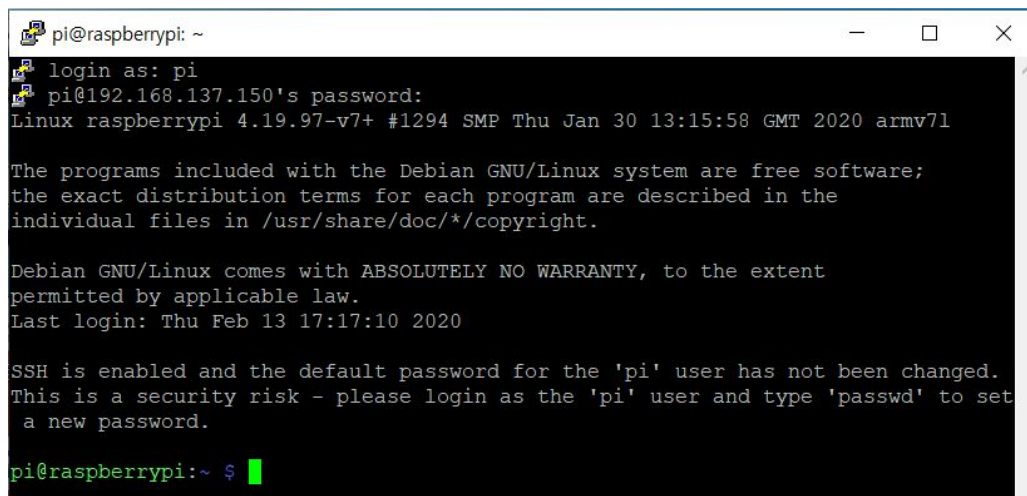 pi@raspberrypi: ~
login as: pi
pi@192.168.137.150's password:
Linux raspberrypi 4.19.97-v7+ #1294 SMP Thu Jan 30 13:15:58 GMT 2020 armv7l
The programs included with the Debian GNU/Linux system are free software;
the exact distribution terms for each program are described in the
individual files in /usr/share/doc/*/copyright.
Debian GNU/Linux comes with ABSOLUTELY NO WARRANTY, to the extent
permitted by applicable law.
Last login: Thu Feb 13 17:17:10 2020
SSH is enabled and the default password for the 'pi' user has not been changed.
This is a security risk - please login as the 'pi' user and type 'passwd' to set
 a new password.
pi@raspberrypi:~ $